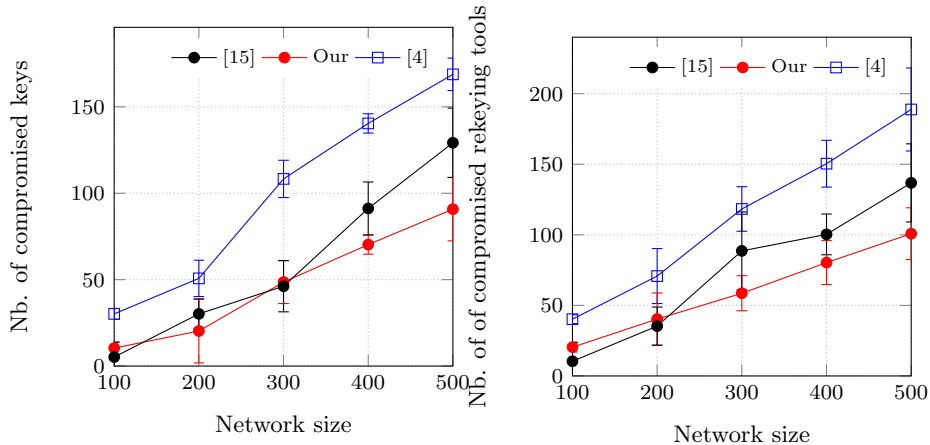 [15] Our [4]
Nb. of compromised keys
150
100
50
0
100 200 300 400 500
Network size
[15] Our [4]
Nb. of of compromised rekeying tools
200
150
100
50
0
100 200 300 400 500
Network size